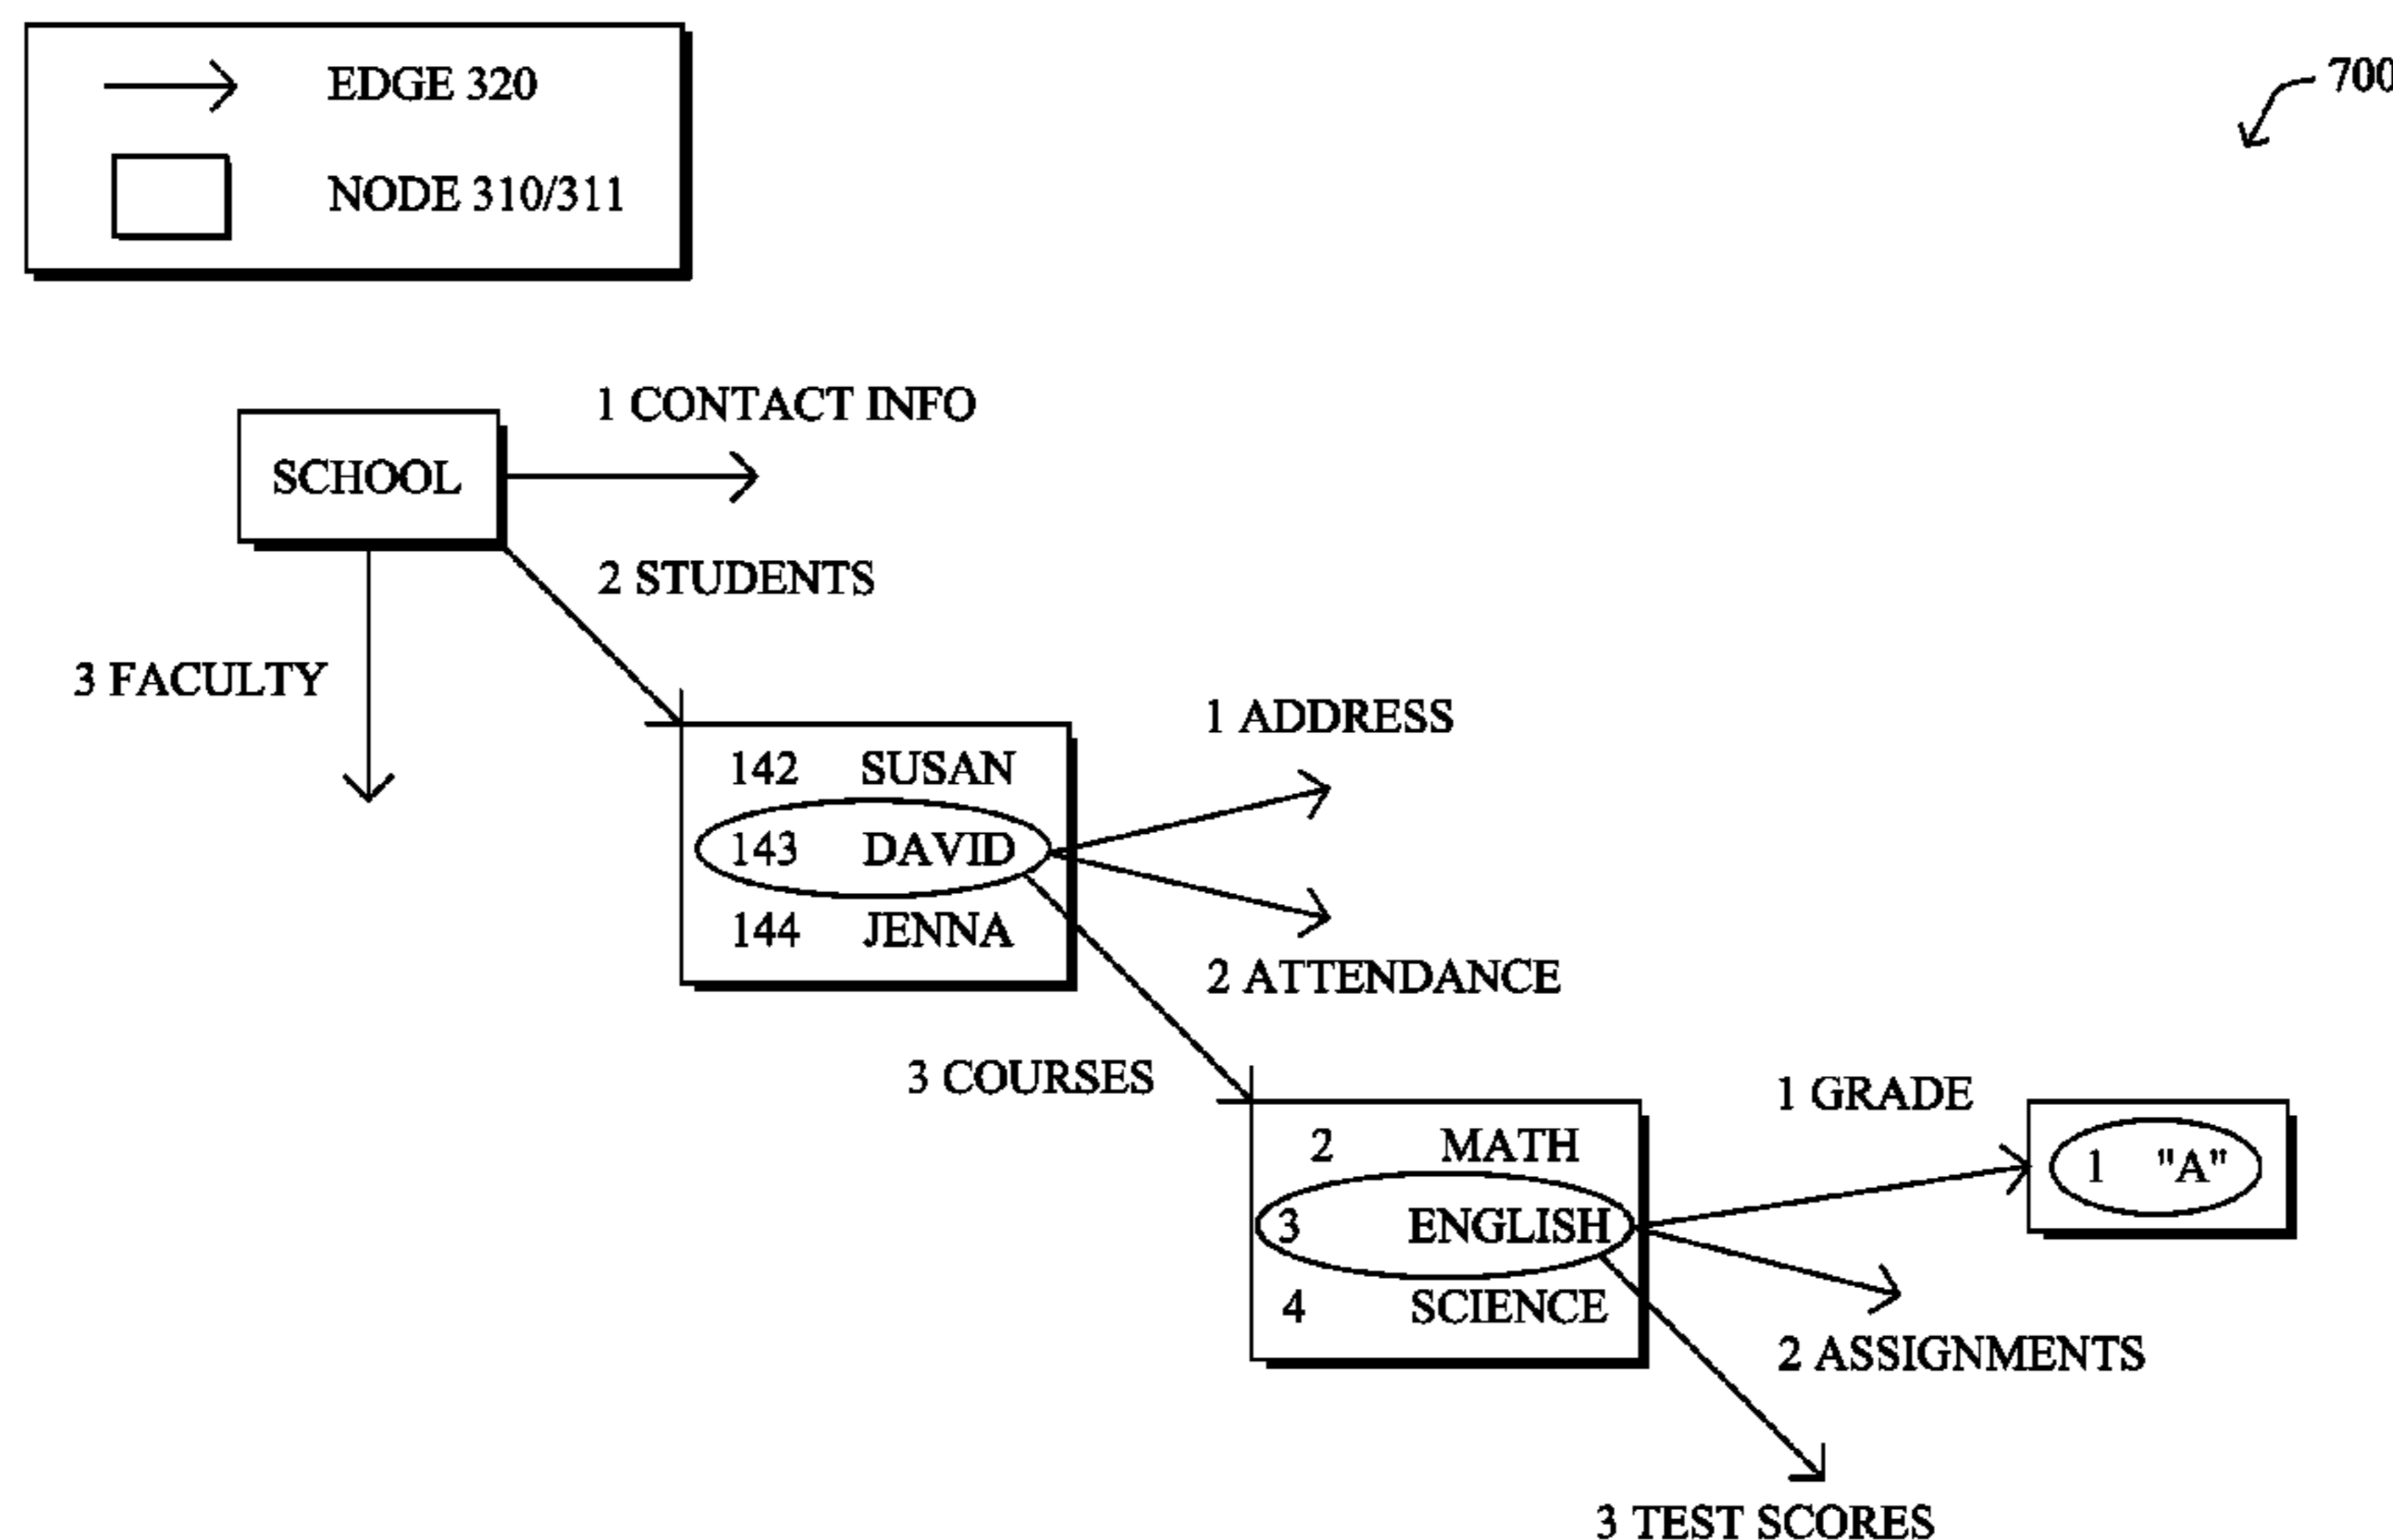 EDGE 320
700
NODE 310/311
1 CONTACT INFO
SCHOOL
2 STUDENTS
3 FACULTY
1 ADDRESS
142 SUSAN
143 DAVID
144 JENNA
2 ATTENDANCE
3 COURSES
1 GRADE
2 MATH
1 "A"
3 ENGLISH
4 SCIENCE
2 ASSIGNMENTS
3 TEST SCORES